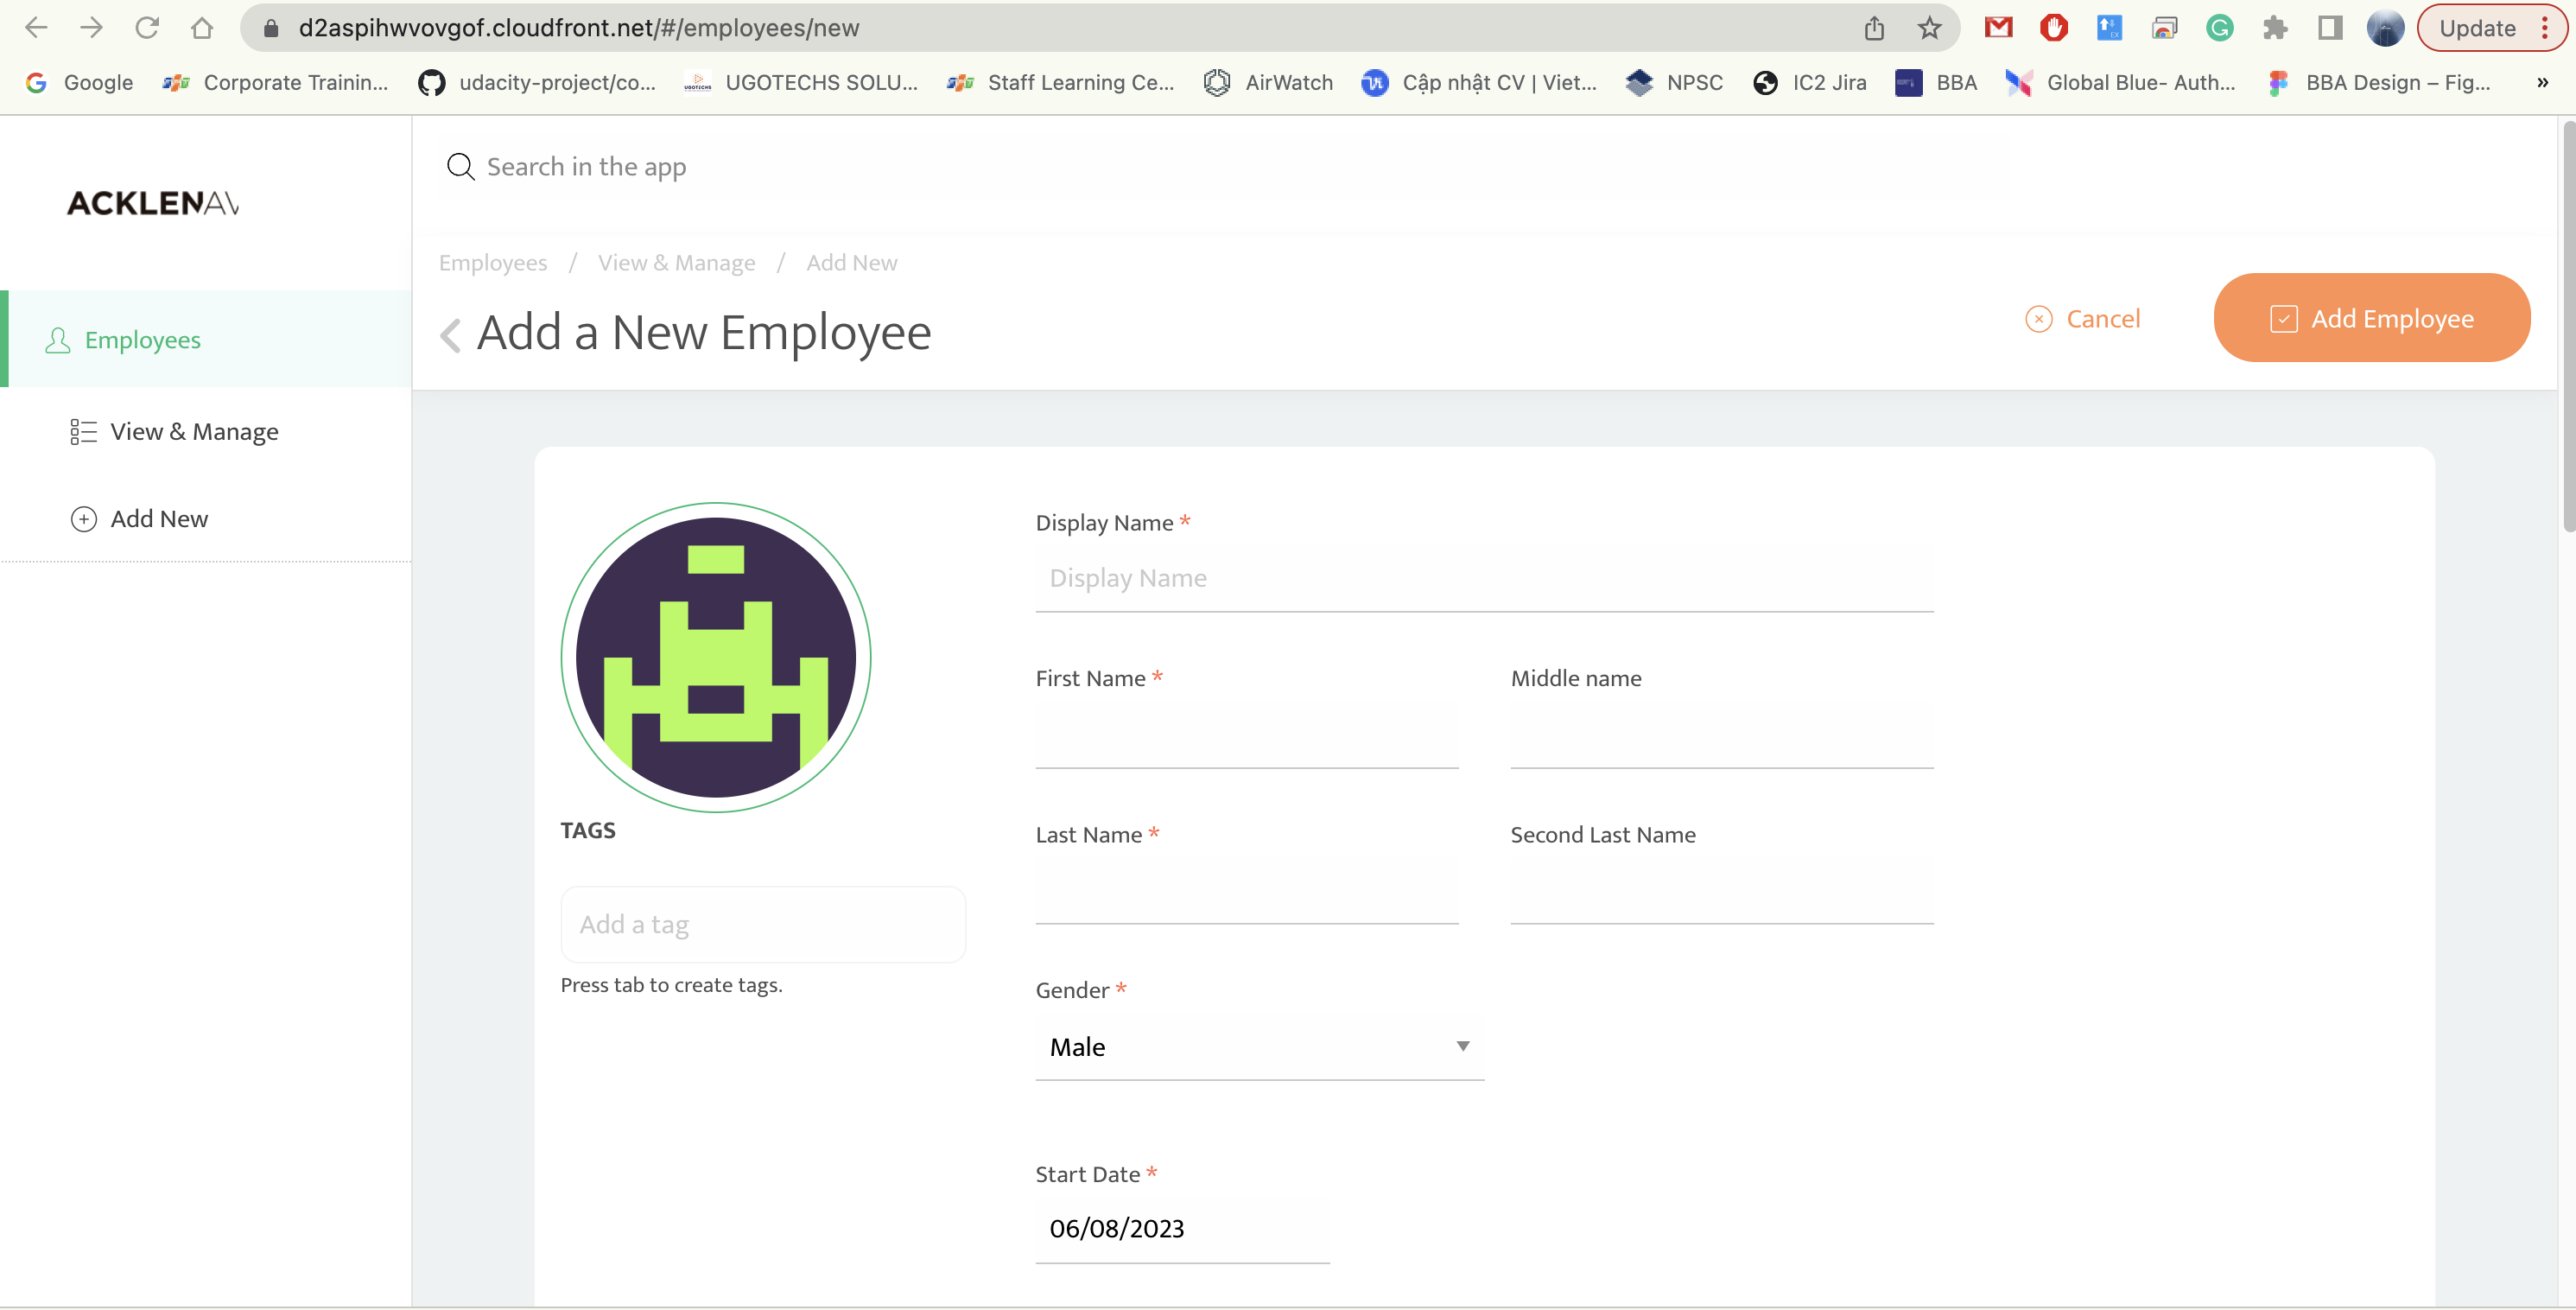 d2aspihwvovgof.cloudfront.net/#/employees/new
Update
Google
Corporate Trainin...
udacity-project/co...
UGOTECHS SOLU...
Staff Learning Ce...
AirWatch
Cập nhật CV | Viet...
NPSC
IC2 Jira
BBA
Global Blue- Auth...
BBA Design – Fig...
»
ACKLENAV
Search in the app
Employees / View & Manage / Add New
Add a New Employee
Cancel
Add Employee
Employees
View & Manage
Add New
Display Name *
Display Name
First Name *
Middle name
TAGS
Last Name *
Second Last Name
Add a tag
Press tab to create tags.
Gender *
Male
Start Date *
06/08/2023